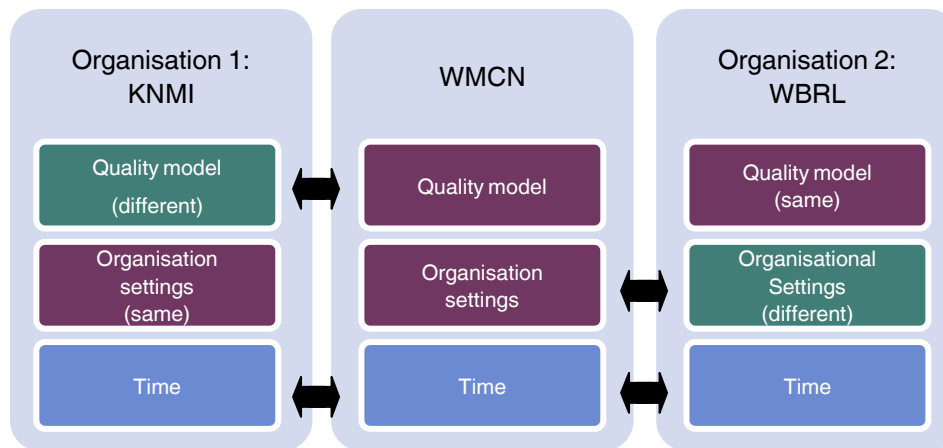 Organisation 1:
KNMI
Quality model
(different)
Organisation
settings
(same)
Time
WMCN
Quality model
Organisation
settings
Time
Organisation 2:
WBRL
Quality model
(same)
Organisational
Settings
(different)
Time